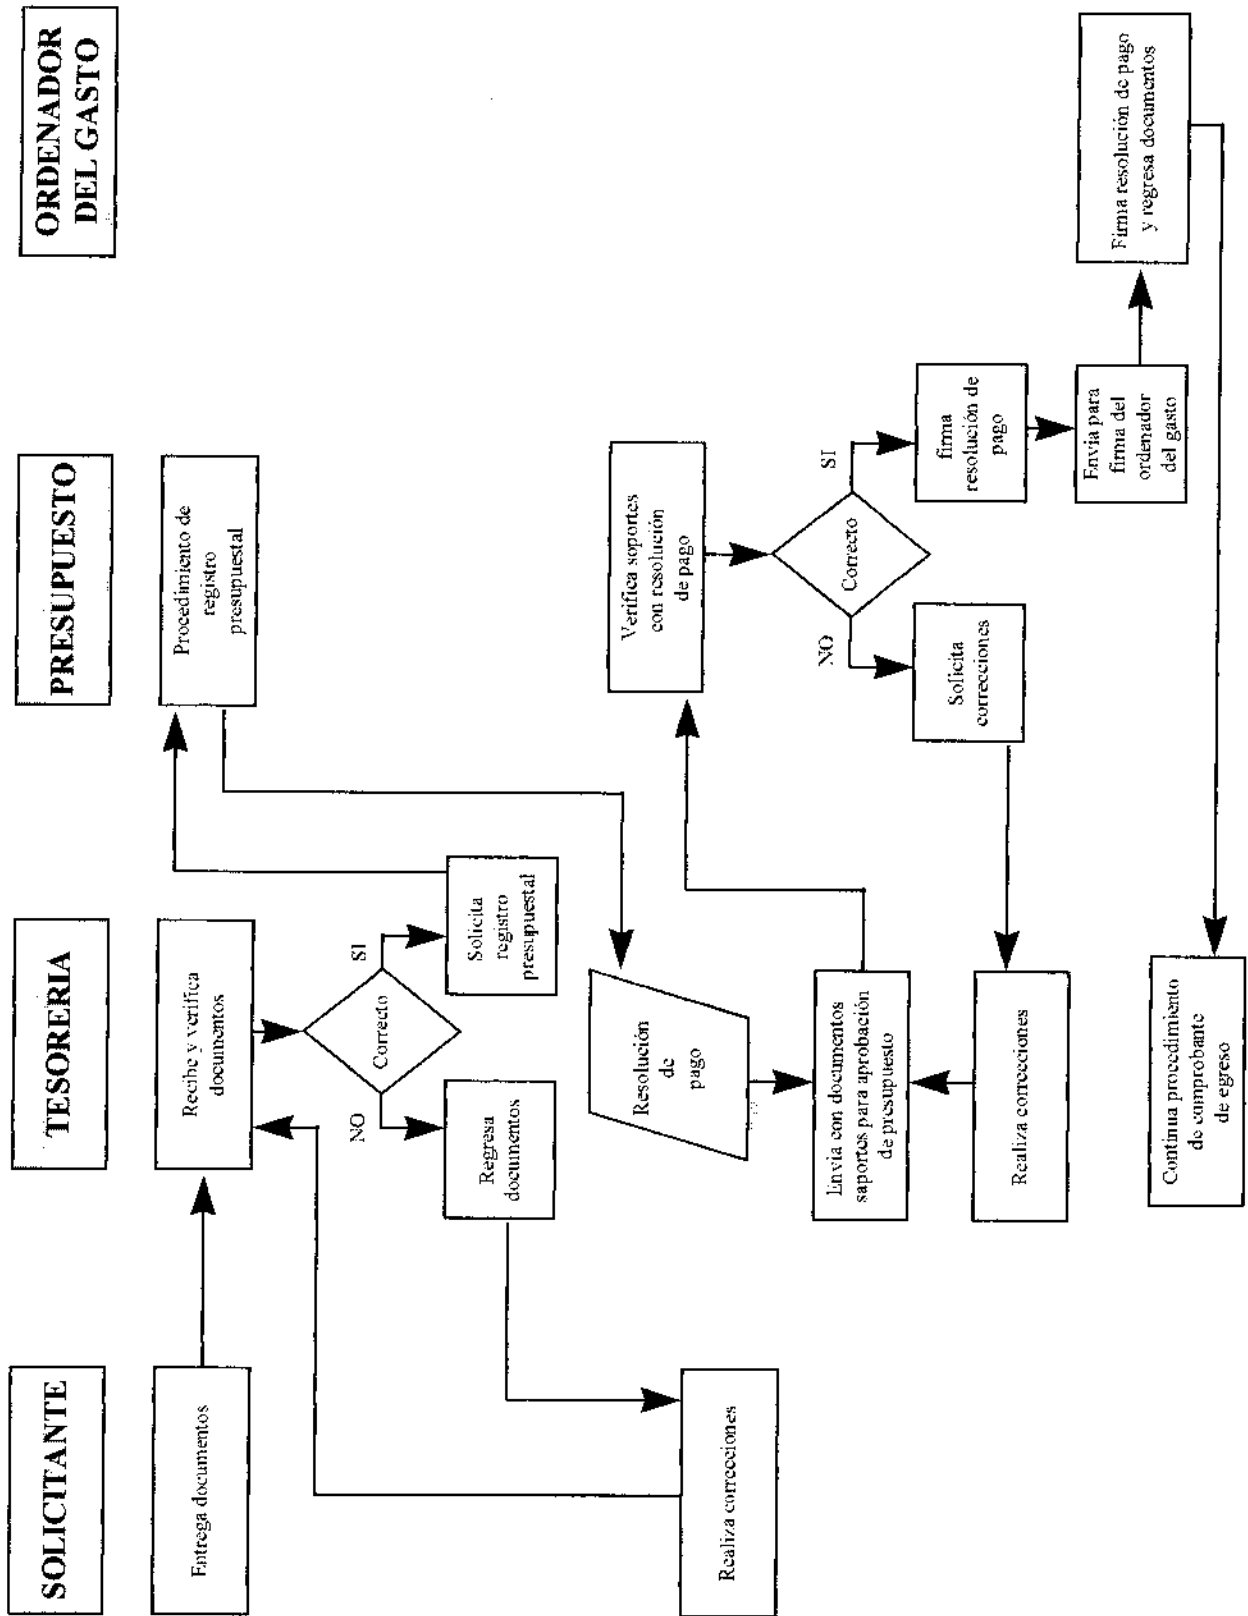 SOLICITANTE
TESORERIA
PRESUPUESTO
ORDENADOR
DEL GASTO
Entrega documentos
Recibe y verifica
documentos
Procedimiento de
registro
presupuestal
Correcto
NO
SI
Regresa
documentos
Solicita
registro
presupuestal
Realiza correcciones
Resolución
de
pago
Envia con documentos
saportes para aprobación
de presupuesto
Verifica soportes
con resolución
de pago
Correcto
NO
SI
Solicita
correcciones
firma
resolución de
pago
Realiza correcciones
Envia para
firma del
ordenador
del gasto
Firma resolución de pago
y regresa documentos
Continua procedimiento
de comprobante
de egreso